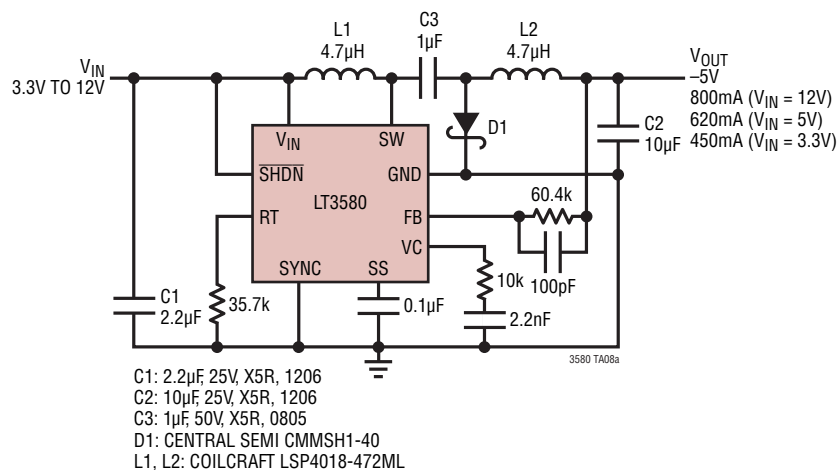 V_IN
3.3V TO 12V
L1
4.7µH
C3
1µF
L2
4.7µH
V_OUT
–5V
800mA (V_IN = 12V)
620mA (V_IN = 5V)
450mA (V_IN = 3.3V)
D1
C2
10µF
V_IN
SW
SHDN
GND
LT3580
RT
FB
VC
SYNC
SS
60.4k
100pF
10k
2.2nF
C1
2.2µF
35.7k
0.1µF
3580 TA08a
C1: 2.2µF, 25V, X5R, 1206
C2: 10µF, 25V, X5R, 1206
C3: 1µF, 50V, X5R, 0805
D1: CENTRAL SEMI CMMSH1-40
L1, L2: COILCRAFT LSP4018-472ML